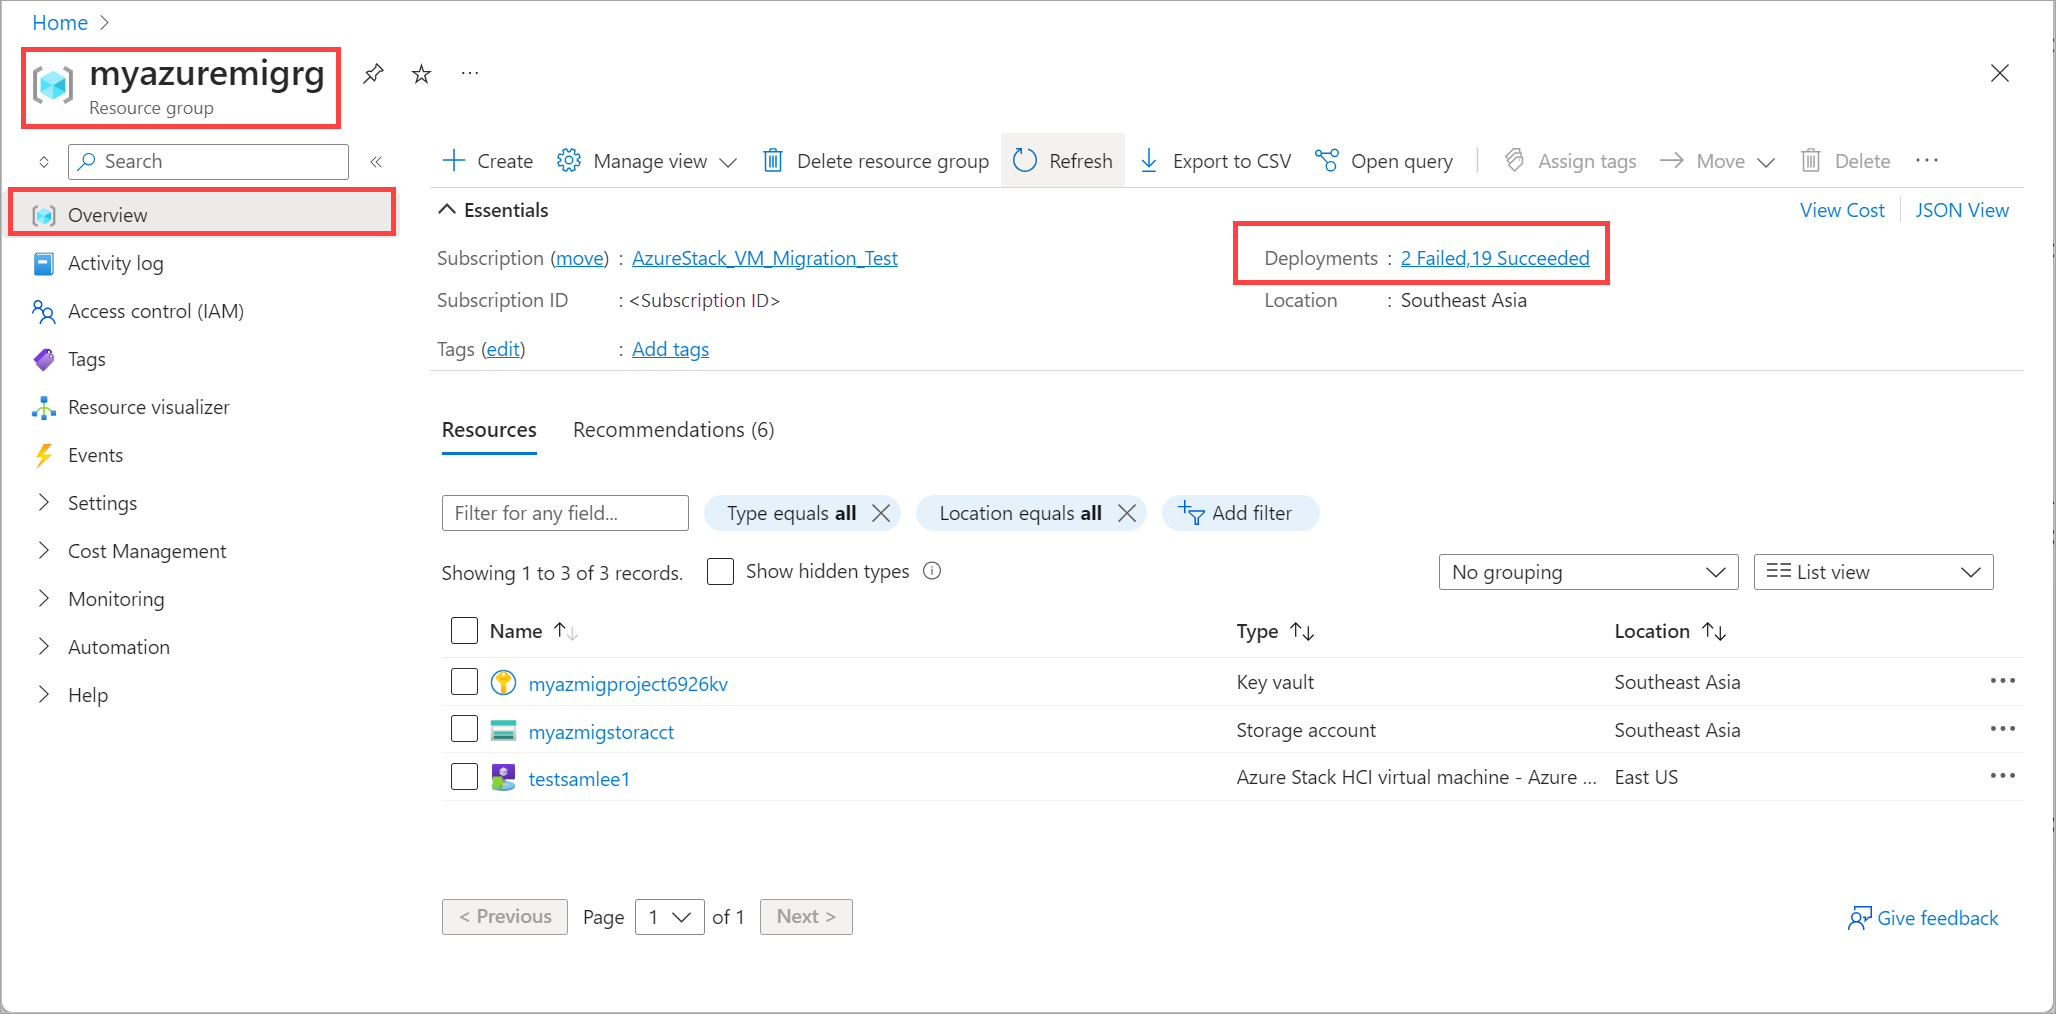 Home
myazuremigrg
Resource group
Search
Create Manage view Delete resource group Refresh Export to CSV Open query Assign tags Move Delete
Overview
Activity log
Access control (IAM)
Tags
Resource visualizer
Events
Settings
Cost Management
Monitoring
Automation
Help
Essentials
View Cost JSON View
Subscription (move) : AzureStack_VM_Migration_Test
Deployments : 2 Failed,19 Succeeded
Subscription ID : <Subscription ID>
Location : Southeast Asia
Tags (edit) : Add tags
Resources Recommendations (6)
Filter for any field... Type equals all Location equals all Add filter
Showing 1 to 3 of 3 records. Show hidden types No grouping List view
Name Type Location
myazmigproject6926kv Key vault Southeast Asia
myazmigstoracct Storage account Southeast Asia
testsamlee1 Azure Stack HCI virtual machine - Azure ... East US
< Previous Page 1 of 1 Next >
Give feedback